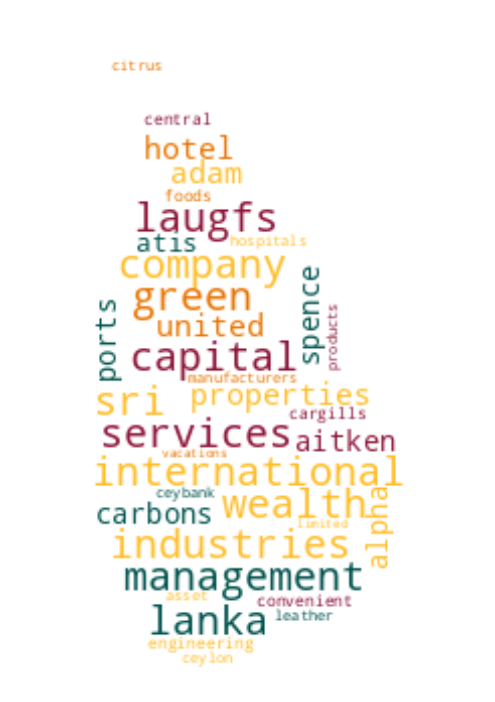 citrus
central
hotel
adam
foods
laugfs
atis hospitals
company
green
spence
ports
united
products
capital
manufacturers
sri properties
cargills
services aitken
vacations
international
ceybank
carbons wealth
limited
alpha
industries
management
asset convenient
lanka leather
engineering
ceylon